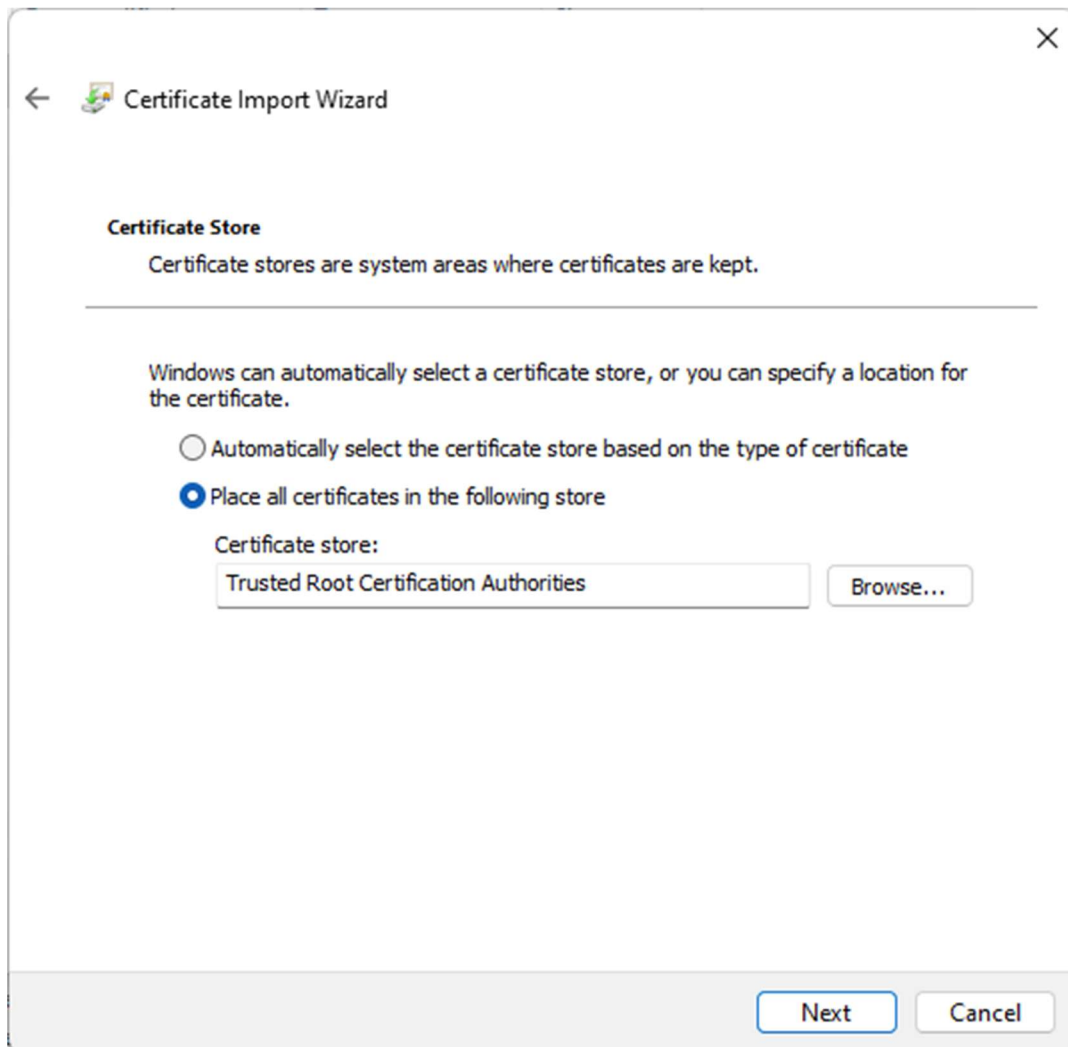 Certificate Import Wizard
Certificate Store
Certificate stores are system areas where certificates are kept.
Windows can automatically select a certificate store, or you can specify a location for
the certificate.
Automatically select the certificate store based on the type of certificate
Place all certificates in the following store
Certificate store:
Trusted Root Certification Authorities
Browse...
Next
Cancel